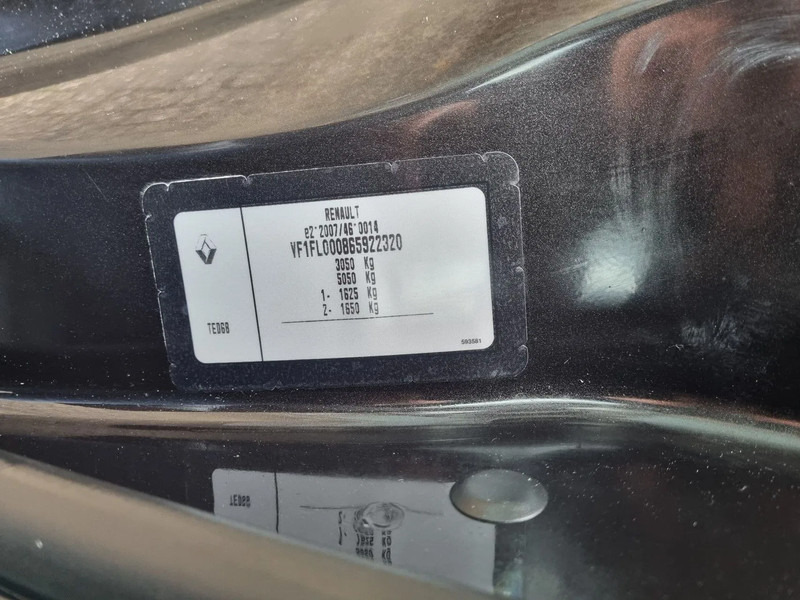 RENAULT
e2*2007/46*0014
VF1FL000865922320
3050 Kg
5050 Kg
1- 1625 Kg
2- 1650 Kg
TED68
593581